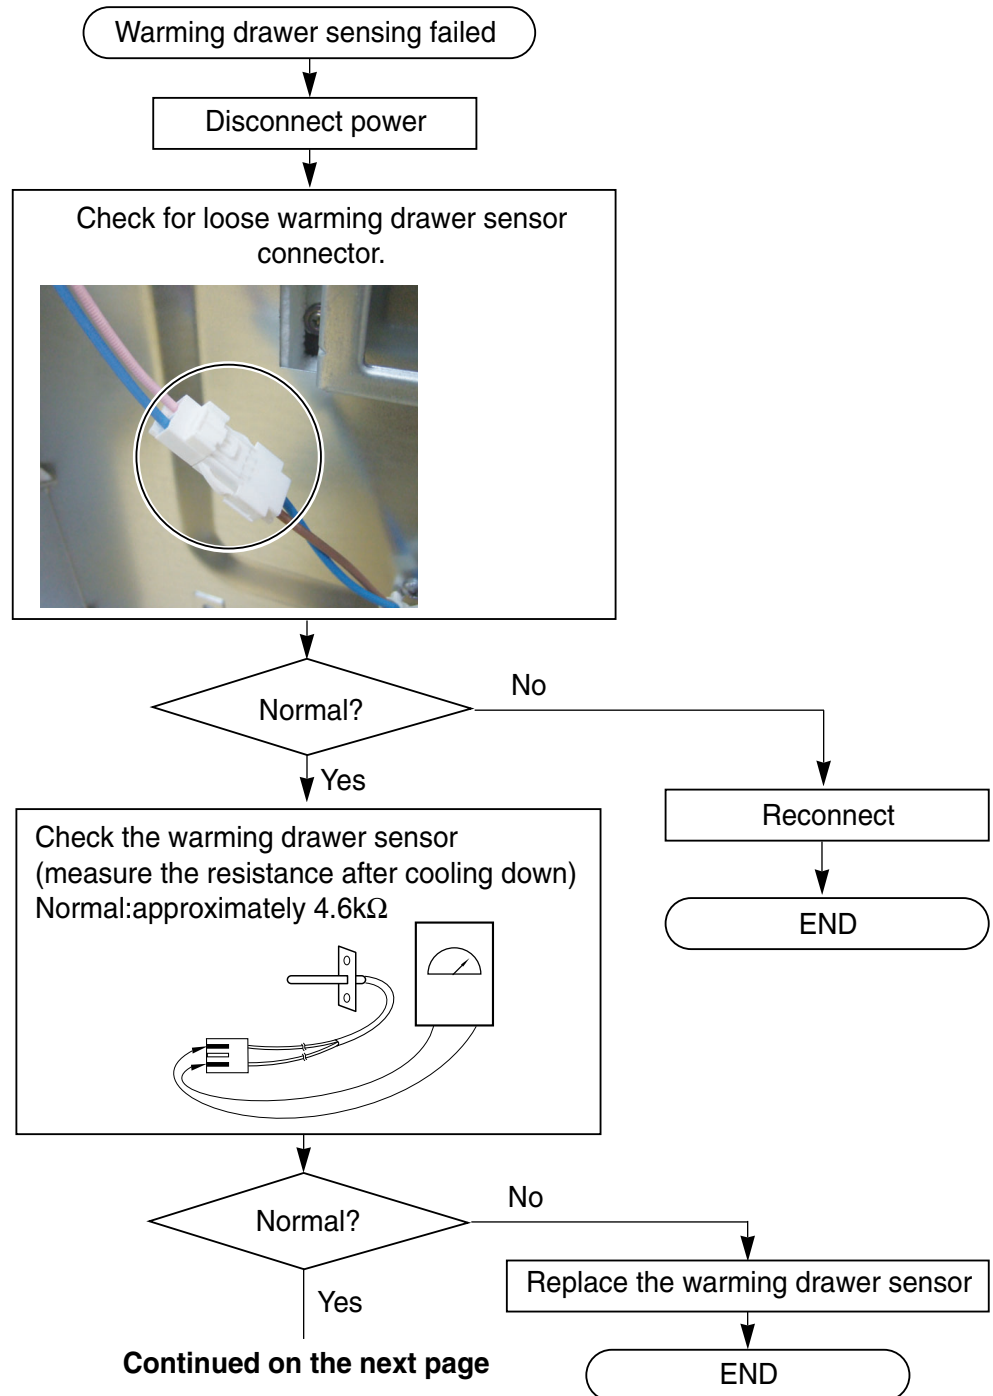 Warming drawer sensing failed
Disconnect power
Check for loose warming drawer sensor
connector.
Normal?
No
Yes
Reconnect
END
Check the warming drawer sensor
(measure the resistance after cooling down)
Normal:approximately 4.6kΩ
Normal?
No
Yes
Replace the warming drawer sensor
END
Continued on the next page